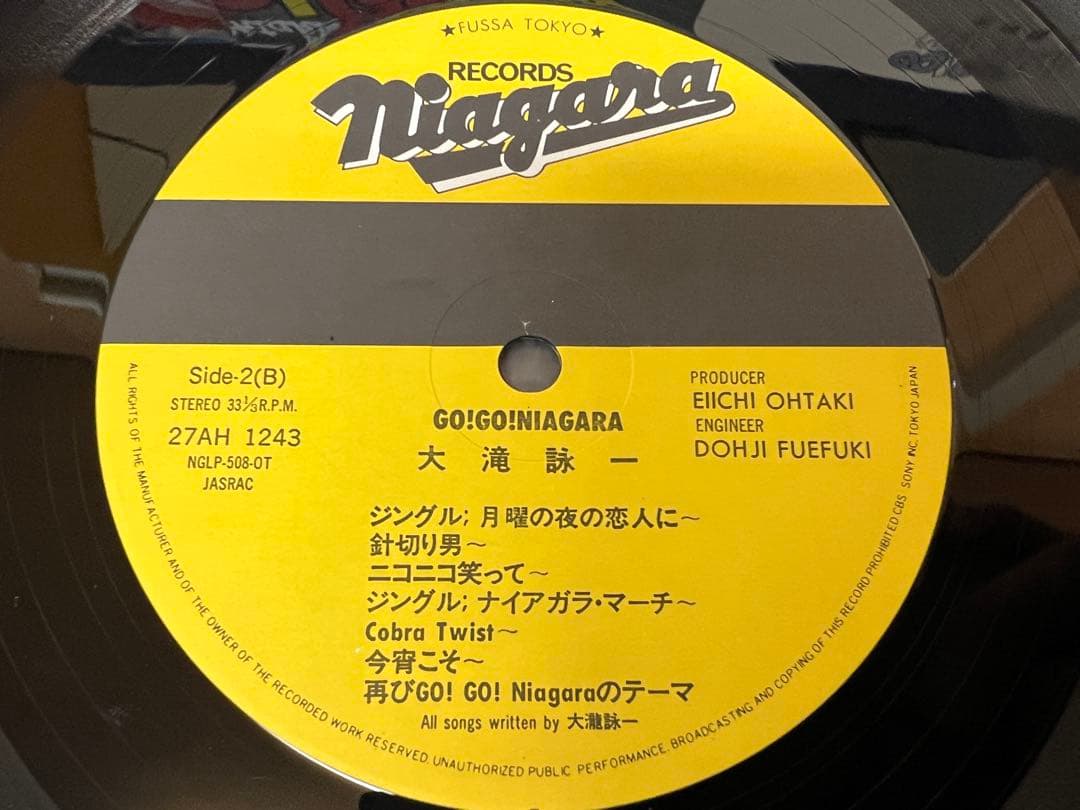 ★FUSSA TOKYO★
RECORDS
Niagara
Side-2(B)
STEREO 33⅓R.P.M.
27AH 1243
NGLP-508-OT
JASRAC
PRODUCER
EIICHI OHTAKI
ENGINEER
DOHJI FUEFUKI
GO!GO!NIAGARA
大滝詠一
ジングル; 月曜の夜の恋人に~
針切り男~
ニコニコ笑って~
ジングル; ナイアガラ・マーチ~
Cobra Twist~
今宵こそ~
再びGO! GO! Niagaraのテーマ
All songs written by 大瀧詠一
ALL RIGHTS OF THE MANUFACTURER AND OF THE OWNER OF THE RECORDED WORK RESERVED. UNAUTHORIZED PUBLIC PERFORMANCE, BROADCASTING AND COPYING OF THIS RECORD PROHIBITED CBS SONY INC. TOKYO JAPAN